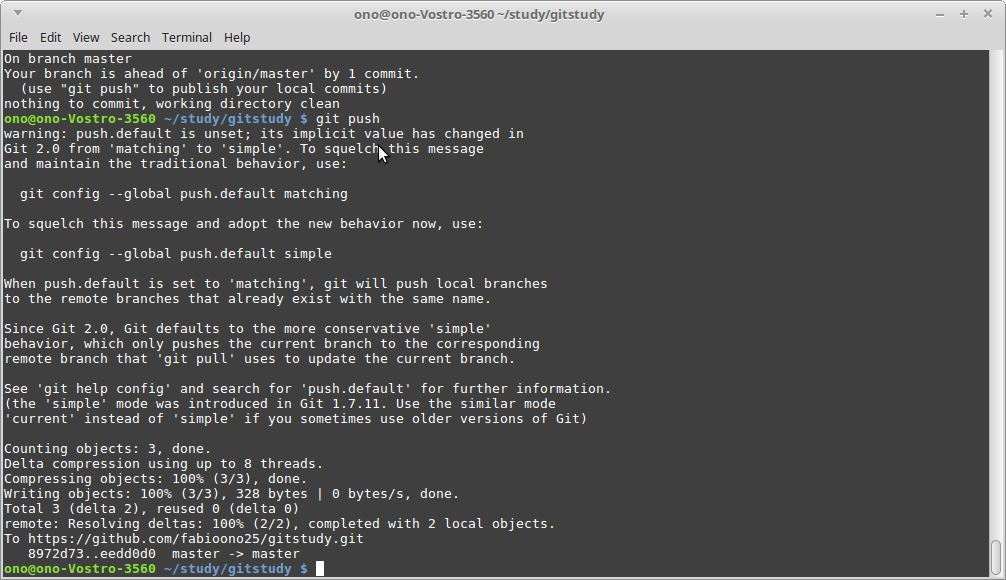 ono@ono-Vostro-3560 ~/study/gitstudy
File Edit View Search Terminal Help
On branch master
Your branch is ahead of 'origin/master' by 1 commit.
  (use "git push" to publish your local commits)
nothing to commit, working directory clean
ono@ono-Vostro-3560 ~/study/gitstudy $ git push
warning: push.default is unset; its implicit value has changed in
Git 2.0 from 'matching' to 'simple'. To squelch this message
and maintain the traditional behavior, use:

  git config --global push.default matching

To squelch this message and adopt the new behavior now, use:

  git config --global push.default simple

When push.default is set to 'matching', git will push local branches
to the remote branches that already exist with the same name.

Since Git 2.0, Git defaults to the more conservative 'simple'
behavior, which only pushes the current branch to the corresponding
remote branch that 'git pull' uses to update the current branch.

See 'git help config' and search for 'push.default' for further information.
(the 'simple' mode was introduced in Git 1.7.11. Use the similar mode
'current' instead of 'simple' if you sometimes use older versions of Git)

Counting objects: 3, done.
Delta compression using up to 8 threads.
Compressing objects: 100% (3/3), done.
Writing objects: 100% (3/3), 328 bytes | 0 bytes/s, done.
Total 3 (delta 2), reused 0 (delta 0)
remote: Resolving deltas: 100% (2/2), completed with 2 local objects.
To https://github.com/fabioono25/gitstudy.git
   8972d73..eedd0d0  master -> master
ono@ono-Vostro-3560 ~/study/gitstudy $